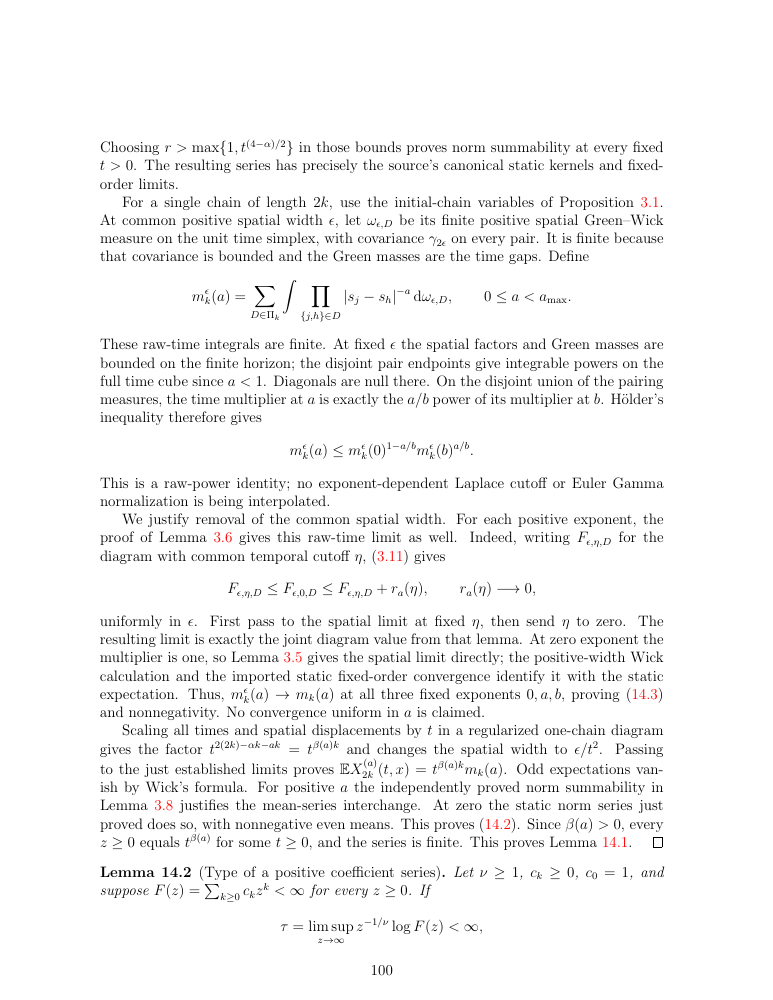 Choosing r > max{1, t^{(4−α)/2}} in those bounds proves norm summability at every fixed
t > 0. The resulting series has precisely the source's canonical static kernels and fixed-
order limits.
For a single chain of length 2k, use the initial-chain variables of Proposition 3.1.
At common positive spatial width ϵ, let ω_{ϵ,D} be its finite positive spatial Green–Wick
measure on the unit time simplex, with covariance γ_{2ϵ} on every pair. It is finite because
that covariance is bounded and the Green masses are the time gaps. Define
m_k^ϵ(a) = ∑_{D∈Π_k} ∫ ∏_{{j,h}∈D} |s_j − s_h|^{−a} dω_{ϵ,D}, 0 ≤ a < a_max.
These raw-time integrals are finite. At fixed ϵ the spatial factors and Green masses are
bounded on the finite horizon; the disjoint pair endpoints give integrable powers on the
full time cube since a < 1. Diagonals are null there. On the disjoint union of the pairing
measures, the time multiplier at a is exactly the a/b power of its multiplier at b. Hölder's
inequality therefore gives
m_k^ϵ(a) ≤ m_k^ϵ(0)^{1−a/b} m_k^ϵ(b)^{a/b}.
This is a raw-power identity; no exponent-dependent Laplace cutoff or Euler Gamma
normalization is being interpolated.
We justify removal of the common spatial width. For each positive exponent, the
proof of Lemma 3.6 gives this raw-time limit as well. Indeed, writing F_{ϵ,η,D} for the
diagram with common temporal cutoff η, (3.11) gives
F_{ϵ,η,D} ≤ F_{ϵ,0,D} ≤ F_{ϵ,η,D} + r_a(η), r_a(η) ⟶ 0,
uniformly in ϵ. First pass to the spatial limit at fixed η, then send η to zero. The
resulting limit is exactly the joint diagram value from that lemma. At zero exponent the
multiplier is one, so Lemma 3.5 gives the spatial limit directly; the positive-width Wick
calculation and the imported static fixed-order convergence identify it with the static
expectation. Thus, m_k^ϵ(a) → m_k(a) at all three fixed exponents 0, a, b, proving (14.3)
and nonnegativity. No convergence uniform in a is claimed.
Scaling all times and spatial displacements by t in a regularized one-chain diagram
gives the factor t^{2(2k)−αk−ak} = t^{β(a)k} and changes the spatial width to ϵ/t². Passing
to the just established limits proves 𝔼X_{2k}^{(a)}(t, x) = t^{β(a)k} m_k(a). Odd expectations van-
ish by Wick's formula. For positive a the independently proved norm summability in
Lemma 3.8 justifies the mean-series interchange. At zero the static norm series just
proved does so, with nonnegative even means. This proves (14.2). Since β(a) > 0, every
z ≥ 0 equals t^{β(a)} for some t ≥ 0, and the series is finite. This proves Lemma 14.1. □
Lemma 14.2 (Type of a positive coefficient series). Let ν ≥ 1, c_k ≥ 0, c_0 = 1, and
suppose F(z) = ∑_{k≥0} c_k z^k < ∞ for every z ≥ 0. If
τ = lim sup_{z→∞} z^{−1/ν} log F(z) < ∞,
100